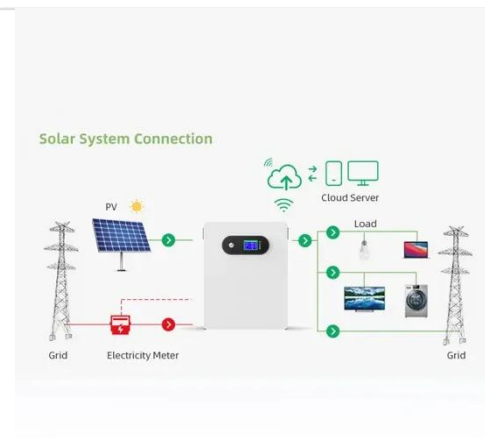 Solar System Connection
Cloud Server
PV
Load
Grid
Electricity Meter
Grid